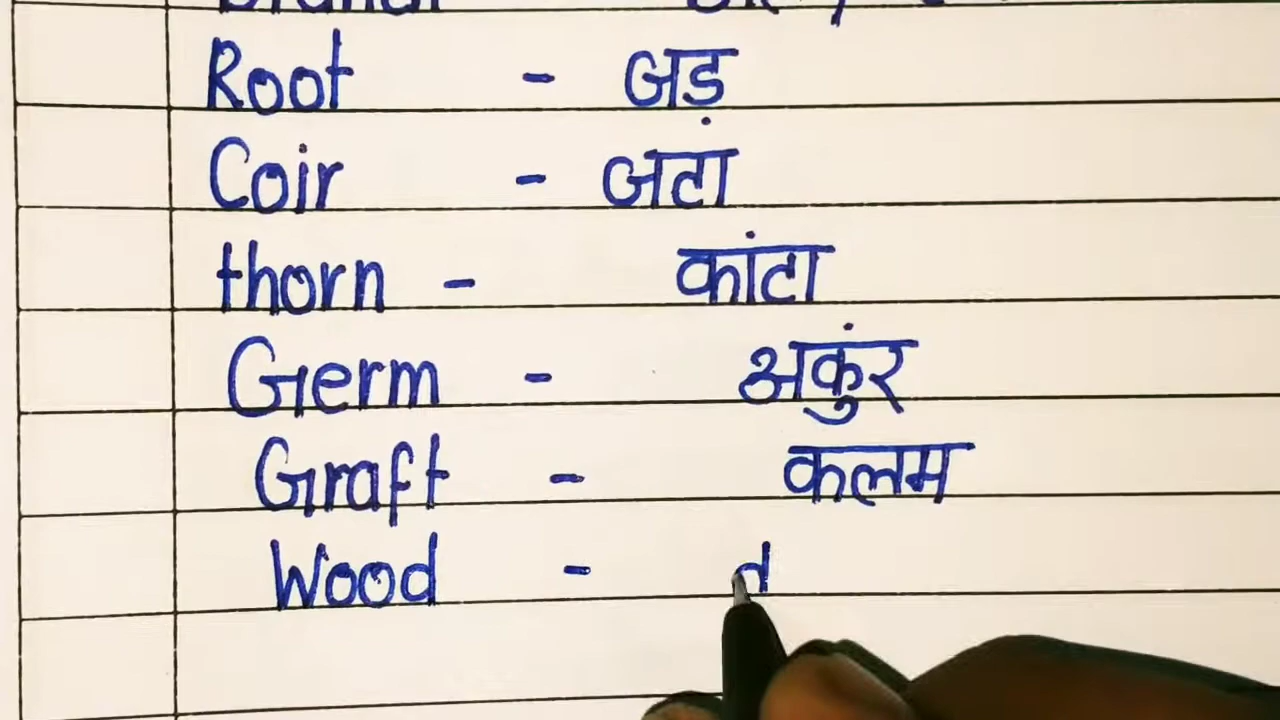 Root - जड़
Coir - जटां
thorn - कांटा
Germ - अकुंर
Graft - कलम
Wood -